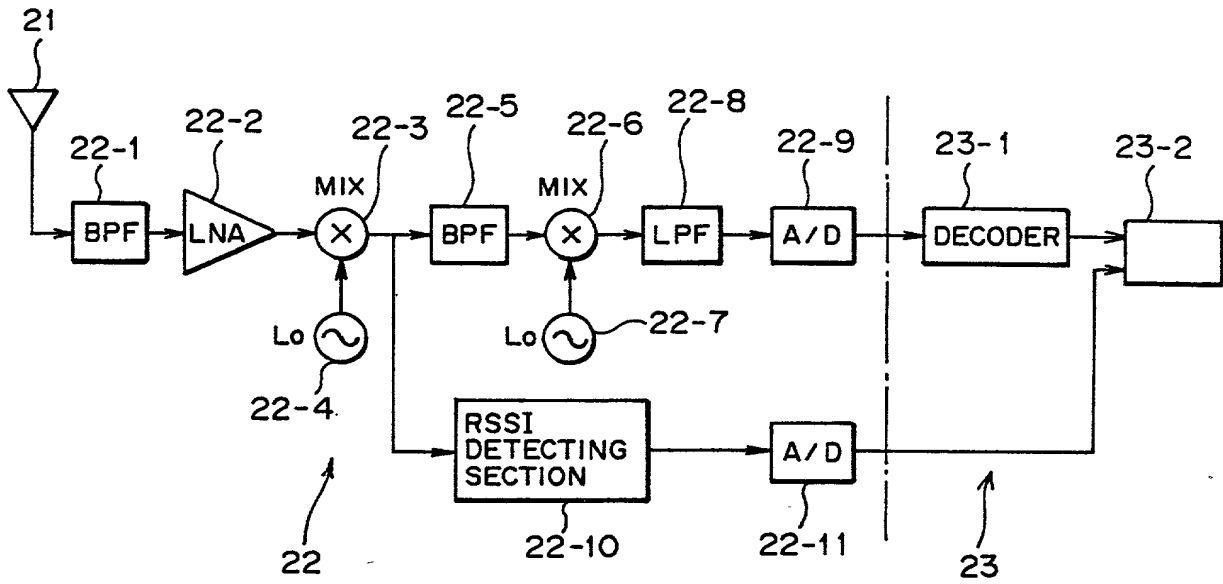 21
22-1
22-2
22-3
22-5
22-6
22-8
22-9
23-1
23-2
MIX
MIX
BPF
LNA
BPF
LPF
A/D
DECODER
Lo
22-4
Lo
22-7
RSSI
DETECTING
SECTION
A/D
22
22-10
22-11
23